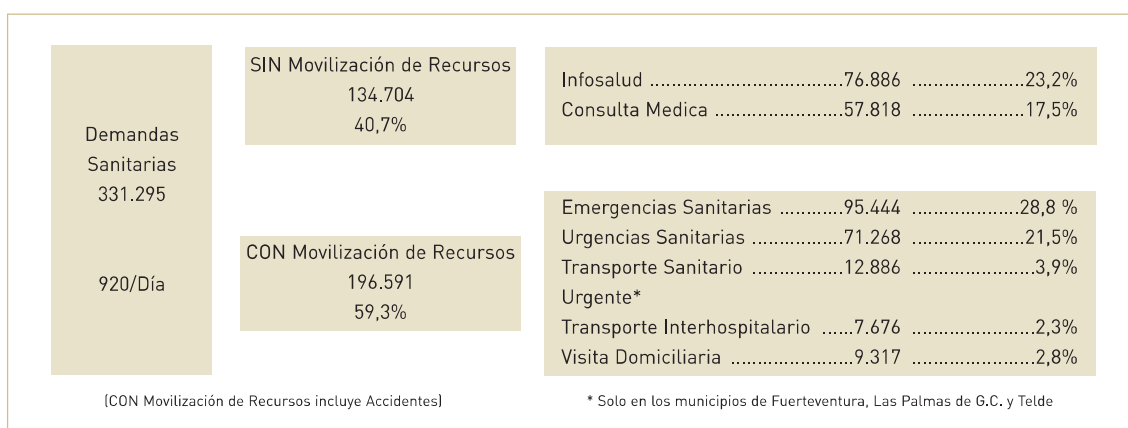 Demandas
Sanitarias
331.295
920/Día
SIN Movilización de Recursos
134.704
40,7%
CON Movilización de Recursos
196.591
59,3%
Infosalud ..................................76.886 ....................23,2%
Consulta Medica ......................57.818 ....................17,5%
Emergencias Sanitarias ............95.444 ...................28,8 %
Urgencias Sanitarias .................71.268 ....................21,5%
Transporte Sanitario ................12.886 ......................3,9%
Urgente*
Transporte Interhospitalario ......7.676 ......................2,3%
Visita Domiciliaria .....................9.317 ......................2,8%
(CON Movilización de Recursos incluye Accidentes)
* Solo en los municipios de Fuerteventura, Las Palmas de G.C. y Telde